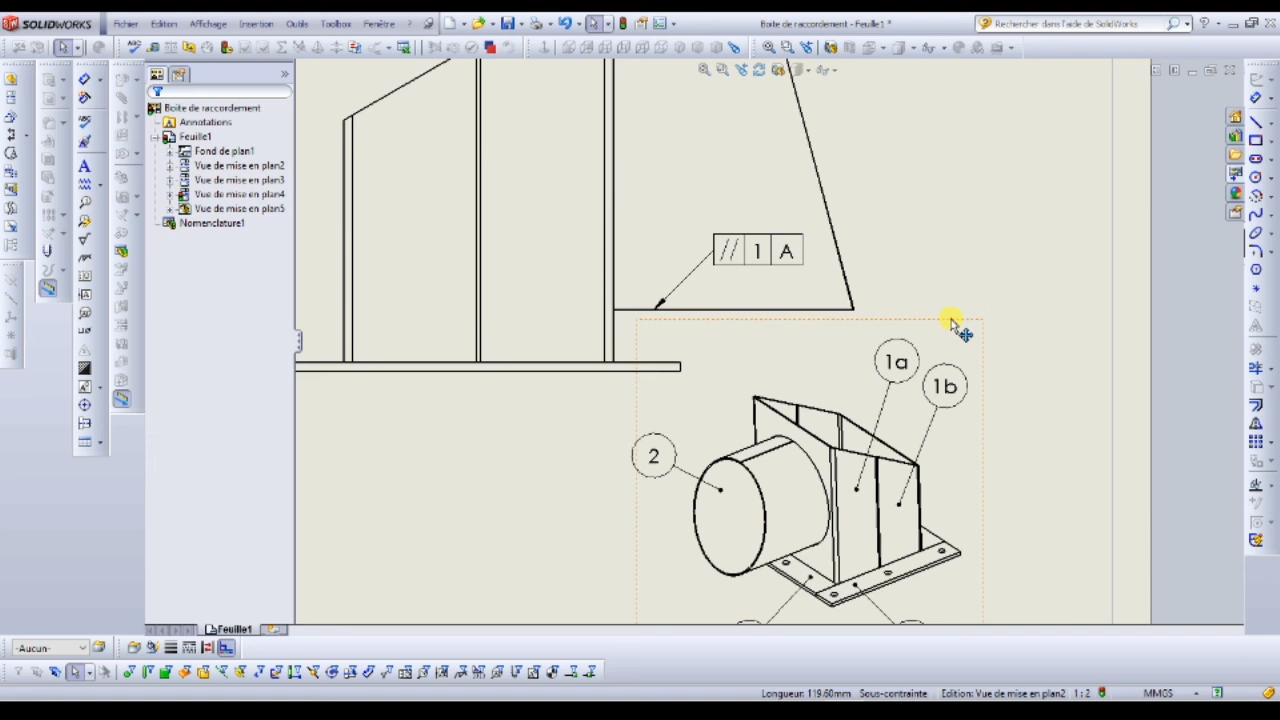 SOLIDWORKS
Fichier Edition Affichage Insertion Outils Toolbox Fenêtre ?
Boite de raccordement - Feuille1 *
Rechercher dans l'aide de SolidWorks
Boite de raccordement
Annotations
Feuille1
Fond de plan1
Vue de mise en plan2
Vue de mise en plan3
Vue de mise en plan4
Vue de mise en plan5
Nomenclature1
// 1 A
1a
1b
2
Feuille1
-Aucun-
Longueur: 119.60mm Sous-contrainte Edition: Vue de mise en plan2 1 : 2 MMGS